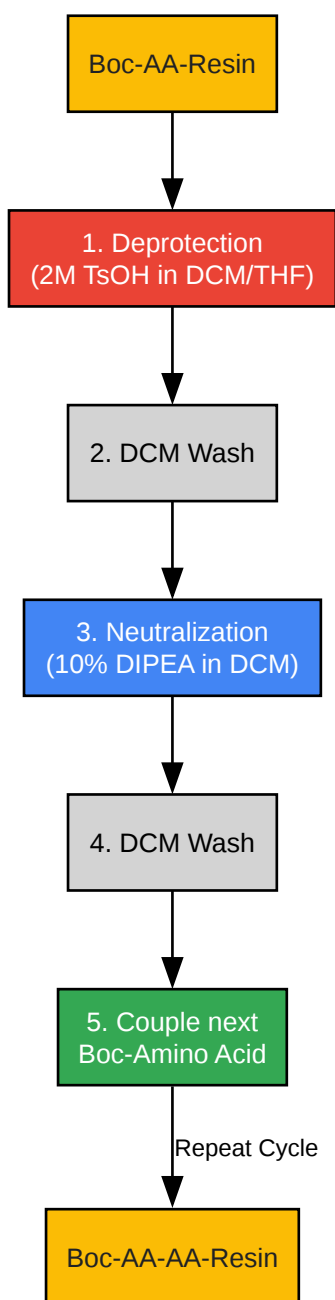 Boc-AA-Resin
1. Deprotection
(2M TsOH in DCM/THF)
2. DCM Wash
3. Neutralization
(10% DIPEA in DCM)
4. DCM Wash
5. Couple next
Boc-Amino Acid
Repeat Cycle
Boc-AA-AA-Resin